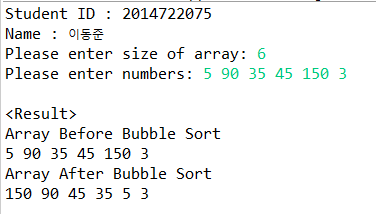 Student ID : 2014722075
Name : 이동준
Please enter size of array: 6
Please enter numbers: 5 90 35 45 150 3
<Result>
Array Before Bubble Sort
5 90 35 45 150 3
Array After Bubble Sort
150 90 45 35 5 3